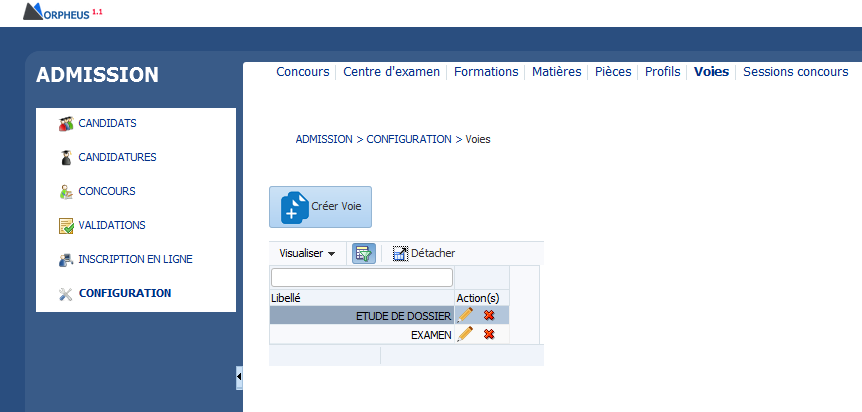 MORPHEUS 1.1
ADMISSION
Concours Centre d'examen Formations Matières Pièces Profils Voies Sessions concours
CANDIDATS
CANDIDATURES
CONCOURS
VALIDATIONS
INSCRIPTION EN LIGNE
CONFIGURATION
ADMISSION > CONFIGURATION > Voies
Créer Voie
Visualiser Détacher
Libellé Action(s)
ETUDE DE DOSSIER
EXAMEN